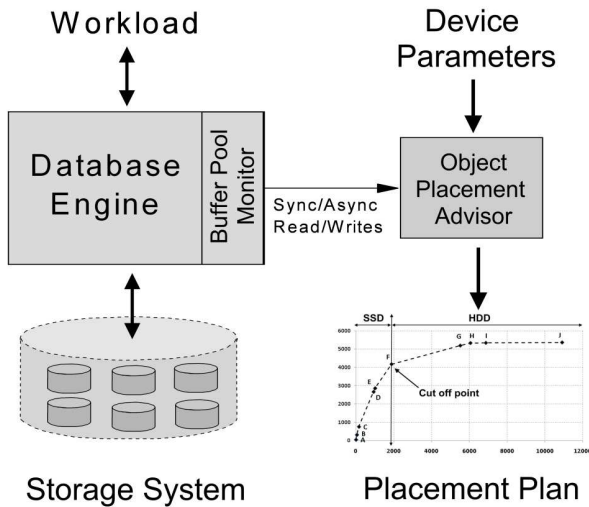 Workload
Device
Parameters
Database
Engine
Buffer Pool
Monitor
Sync/Async
Read/Writes
Object
Placement
Advisor
SSD
HDD
6000
5000
4000
3000
2000
1000
0
A
B
C
D
E
F
G
H
I
J
Cut off point
0
2000
4000
6000
8000
10000
12000
Storage System
Placement Plan